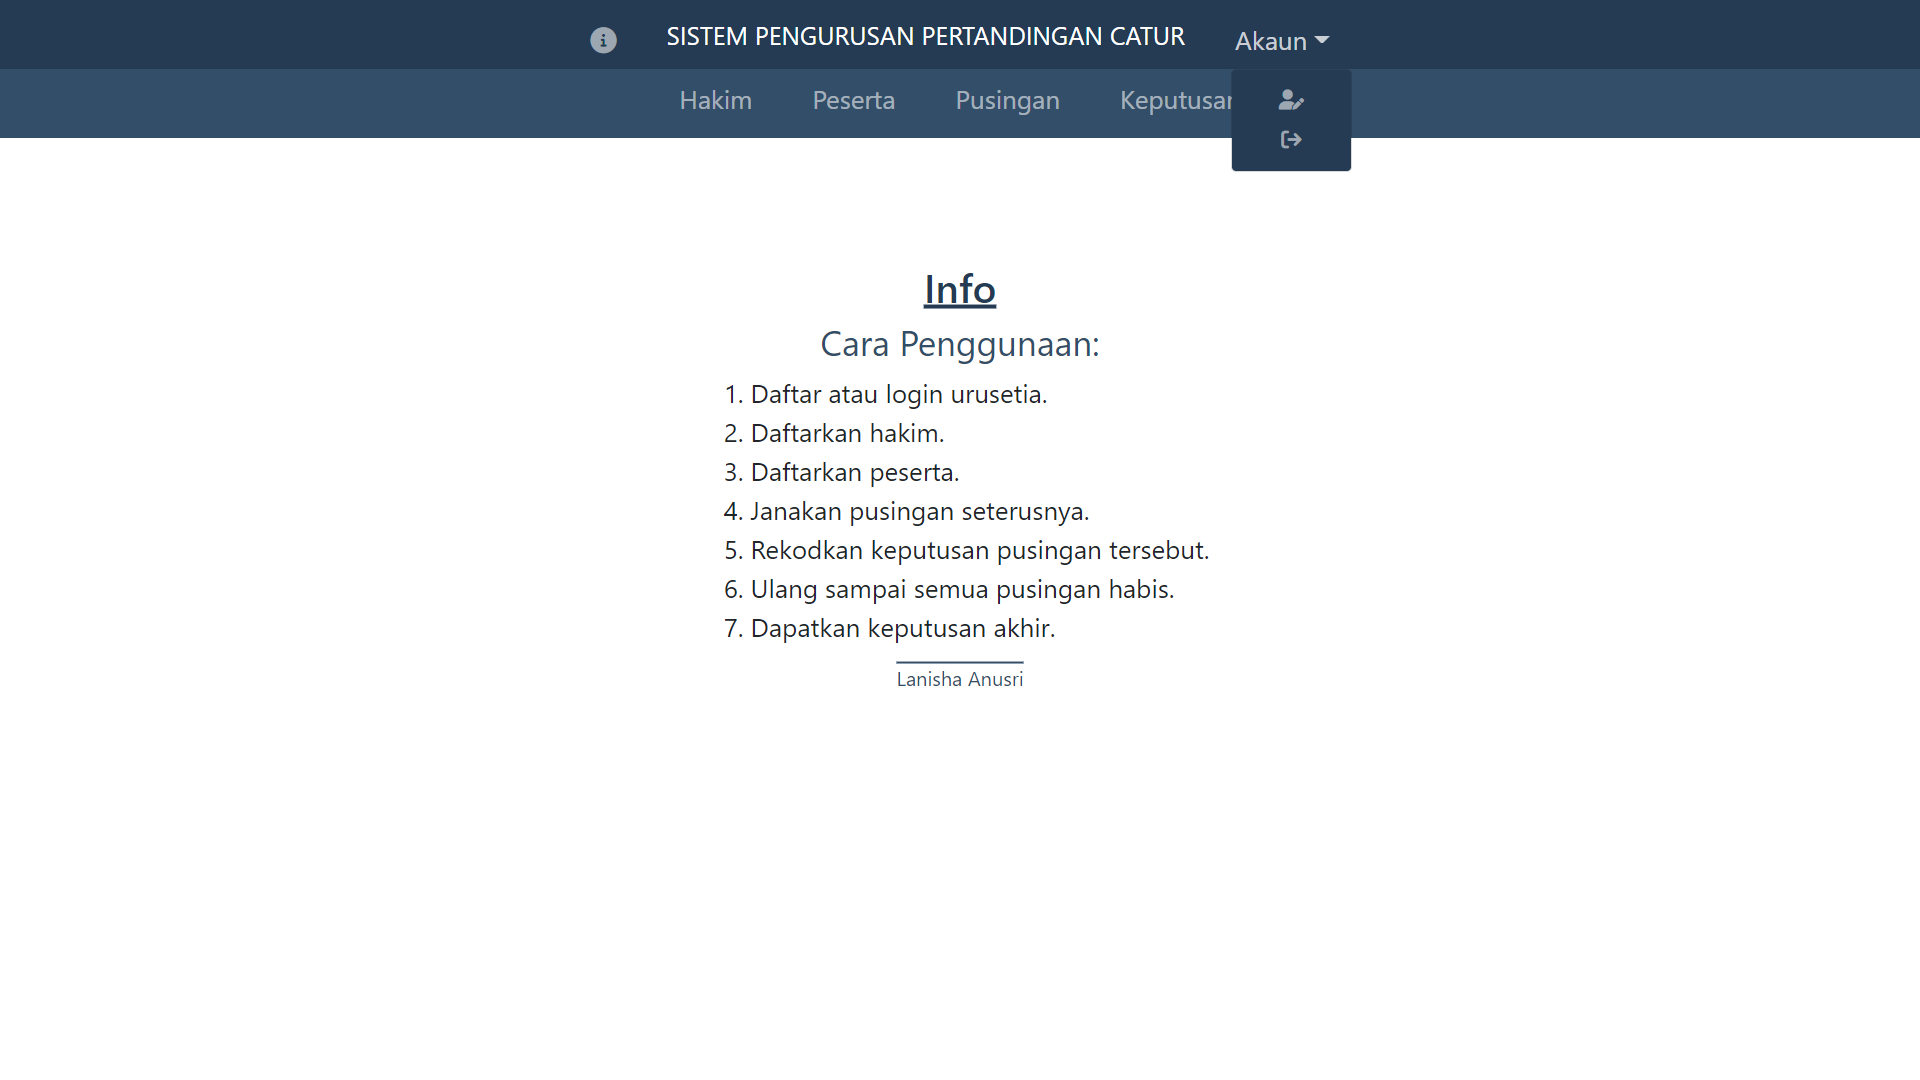 SISTEM PENGURUSAN PERTANDINGAN CATUR
Akaun
Hakim Peserta Pusingan Keputusan
Info
Cara Penggunaan:
1. Daftar atau login urusetia.
2. Daftarkan hakim.
3. Daftarkan peserta.
4. Janakan pusingan seterusnya.
5. Rekodkan keputusan pusingan tersebut.
6. Ulang sampai semua pusingan habis.
7. Dapatkan keputusan akhir.
Lanisha Anusri